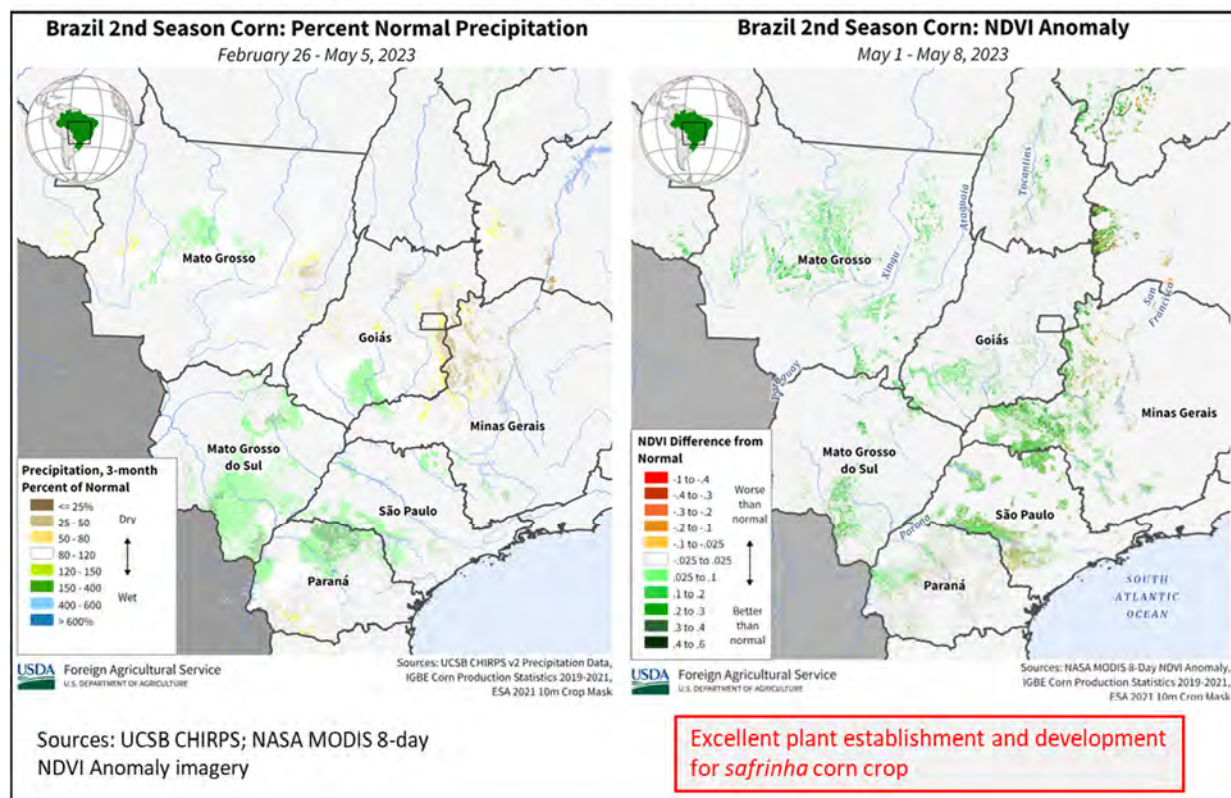 Brazil 2nd Season Corn: Percent Normal Precipitation
February 26 - May 5, 2023
Mato Grosso
Goiás
Minas Gerais
Mato Grosso
do Sul
São Paulo
Paraná
Precipitation, 3-month
Percent of Normal
<= 25%
25 - 50
50 - 80
80 - 120
120 - 150
150 - 400
400 - 600
> 600%
Dry
Wet
USDA
Foreign Agricultural Service
U.S. DEPARTMENT OF AGRICULTURE
Sources: UCSB CHIRPS v2 Precipitation Data,
IGBE Corn Production Statistics 2019-2021,
ESA 2021 10m Crop Mask
Brazil 2nd Season Corn: NDVI Anomaly
May 1 - May 8, 2023
Tocantins
Araguaia
Xingu
Mato Grosso
San
Francisco
Goiás
Paraguay
Minas Gerais
Mato Grosso
do Sul
São Paulo
Parana
Paraná
SOUTH
ATLANTIC
OCEAN
NDVI Difference from
Normal
-1 to -.4
-.4 to -.3
-.3 to -.2
-.2 to -.1
-.1 to -.025
-.025 to .025
.025 to .1
.1 to .2
.2 to .3
.3 to .4
.4 to .6
Worse
than
normal
Better
than
normal
USDA
Foreign Agricultural Service
U.S. DEPARTMENT OF AGRICULTURE
Sources: NASA MODIS 8-Day NDVI Anomaly,
IGBE Corn Production Statistics 2019-2021,
ESA 2021 10m Crop Mask
Sources: UCSB CHIRPS; NASA MODIS 8-day
NDVI Anomaly imagery
Excellent plant establishment and development
for safrinha corn crop